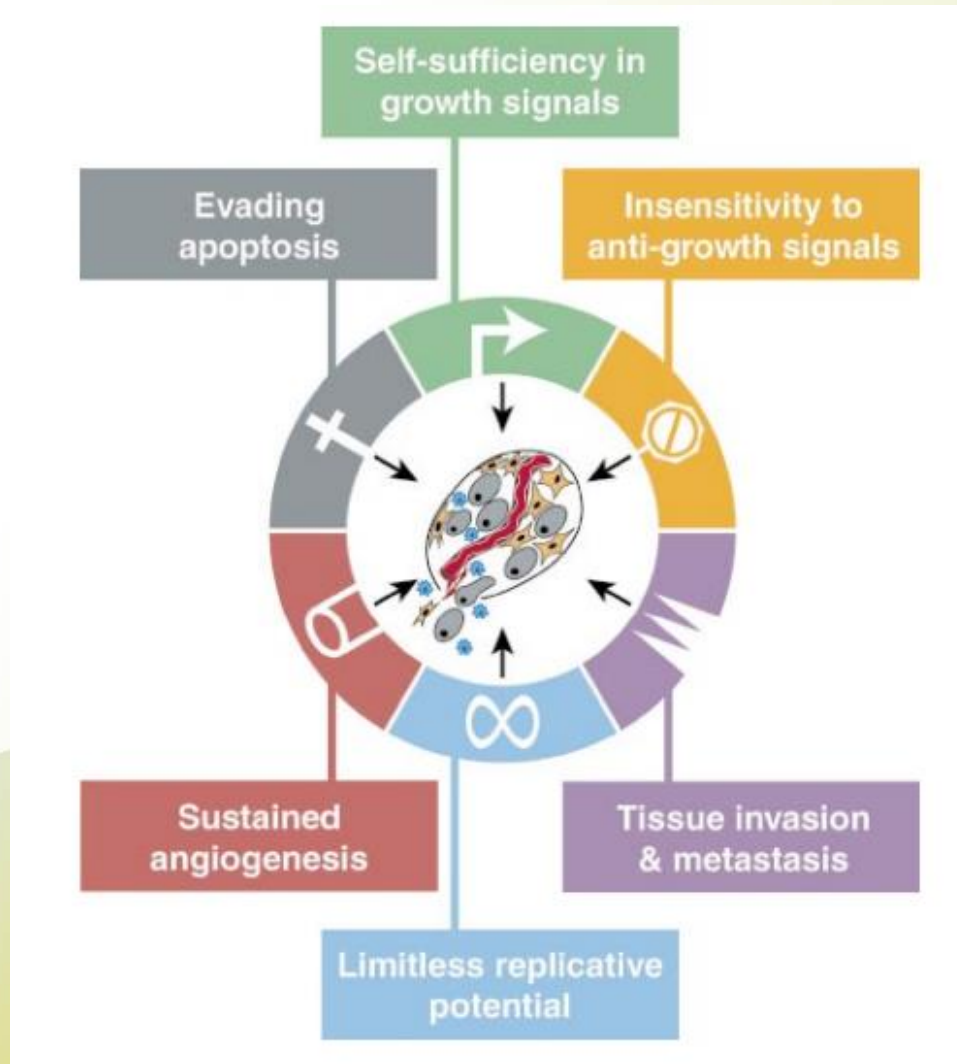 Self-sufficiency in
growth signals
Evading
apoptosis
Insensitivity to
anti-growth signals
Sustained
angiogenesis
Tissue invasion
& metastasis
Limitless replicative
potential